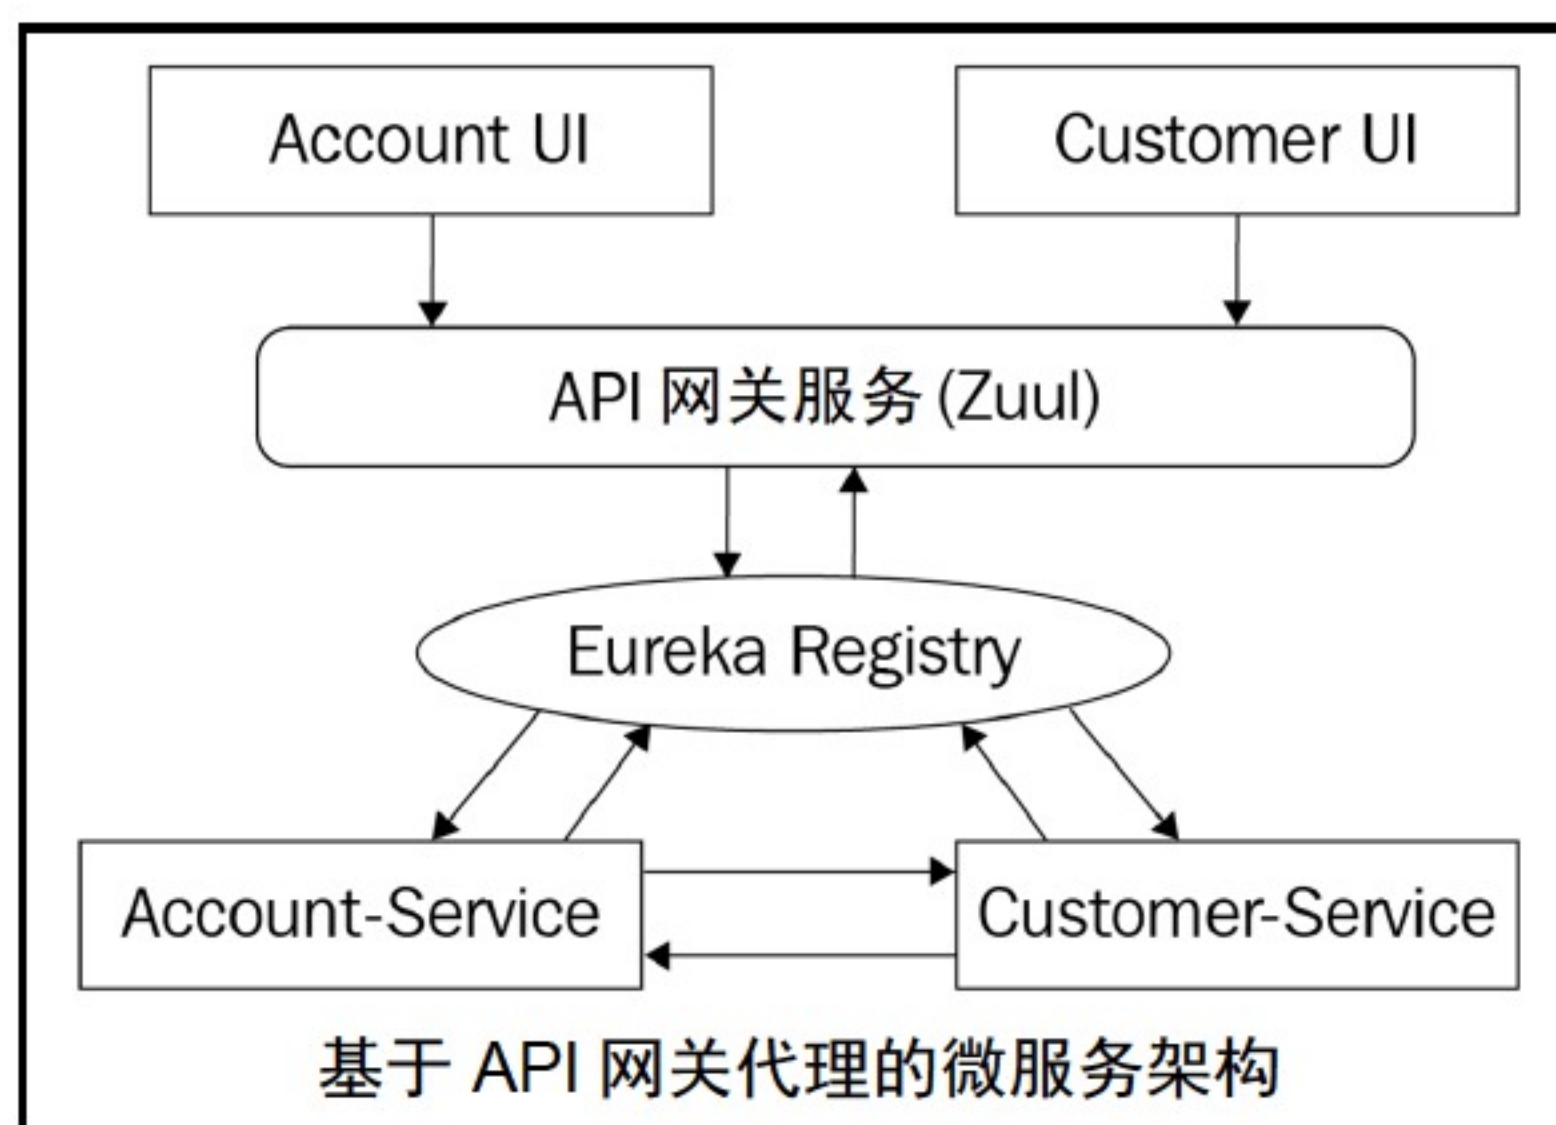 Account UI
Customer UI
API 网关服务 (Zuul)
Eureka Registry
Account-Service
Customer-Service
基于 API 网关代理的微服务架构